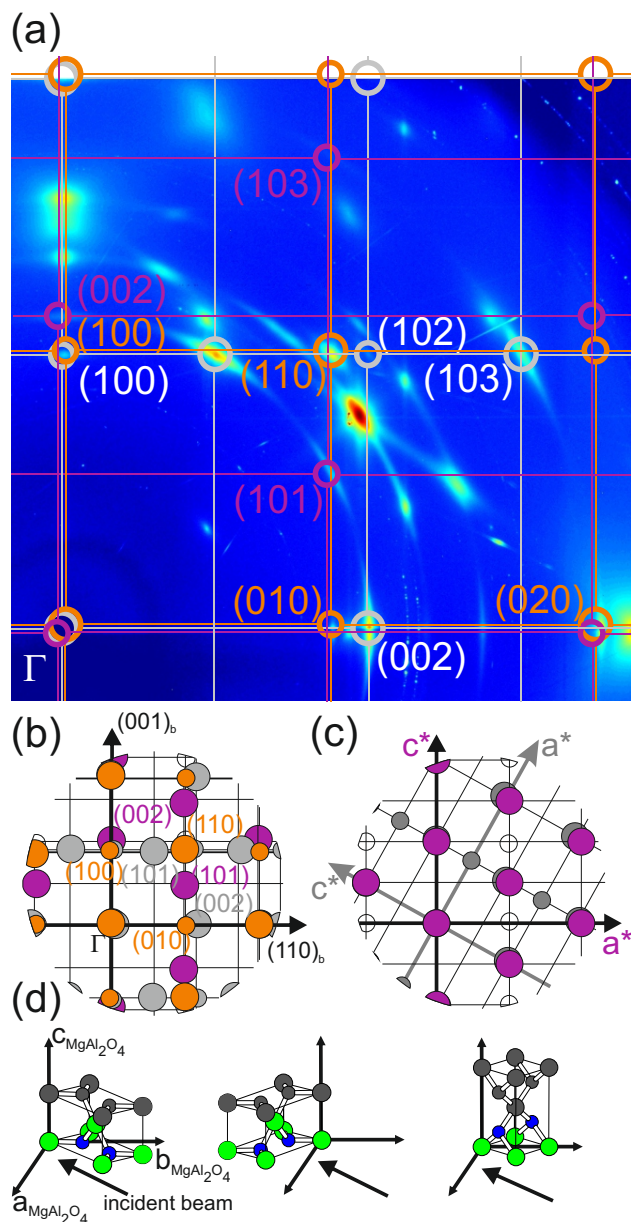 (a)
(103)
(002)
(100)
(102)
(100)
(110)
(103)
(101)
(010)
(020)
Γ
(002)
(b)
(c)
(001)b
c*
a*
(002)
(110)
(100)
(101)
(101)
(002)
c*
Γ
(010)
(110)b
a*
(d)
cMgAl2O4
bMgAl2O4
aMgAl2O4
incident beam